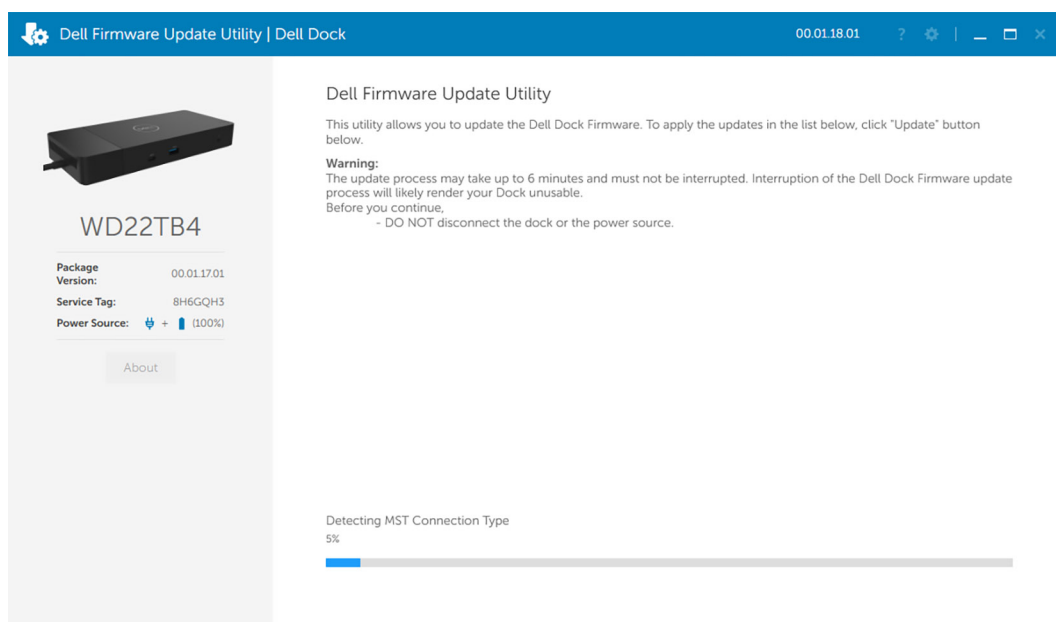 Dell Firmware Update Utility | Dell Dock
00.01.18.01
?
WD22TB4
Package
Version:
00.01.17.01
Service Tag: 8H6GQH3
Power Source: + (100%)
About
Dell Firmware Update Utility
This utility allows you to update the Dell Dock Firmware. To apply the updates in the list below, click "Update" button
below.
Warning:
The update process may take up to 6 minutes and must not be interrupted. Interruption of the Dell Dock Firmware update
process will likely render your Dock unusable.
Before you continue,
- DO NOT disconnect the dock or the power source.
Detecting MST Connection Type
5%